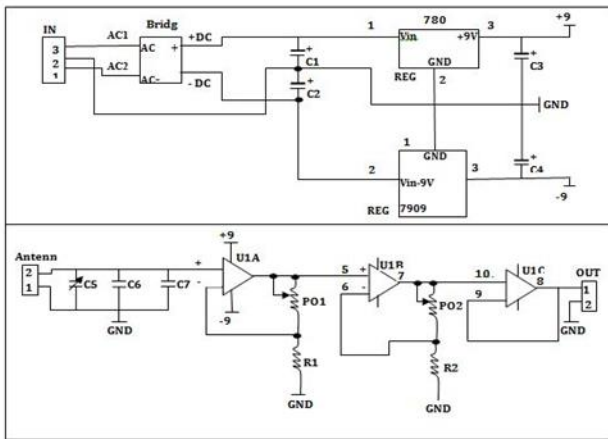 IN
3
2
1
AC1
AC2
Bridg
AC +
AC- -
+DC
- DC
+
C1
+
C2
1
780
3
Vin +9V
GND
REG
2
+9
+
C3
GND
1
GND
2
Vin-9V
3
REG 7909
+
C4
-9
Antenn
2
1
C5
C6
C7
GND
+9
+
-
U1A
-9
PO1
R1
GND
5 +
6 -
U1B
7
PO2
R2
GND
10.
9
U1C
8
OUT
1
2
GND